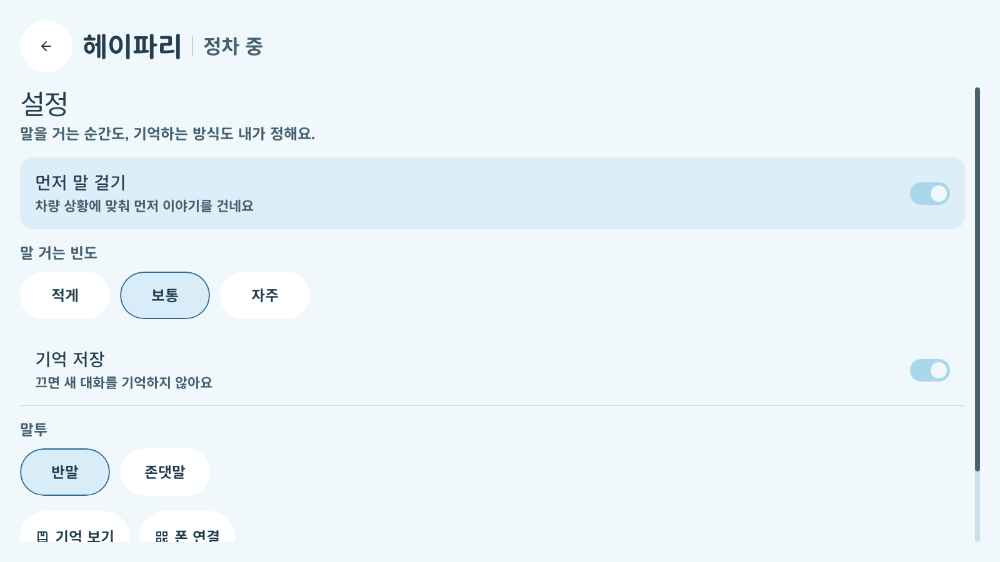 헤이파리
정차 중
설정
말을 거는 순간도, 기억하는 방식도 내가 정해요.
먼저 말 걸기
차량 상황에 맞춰 먼저 이야기를 건네요
말 거는 빈도
적게
보통
자주
기억 저장
끄면 새 대화를 기억하지 않아요
말투
반말
존댓말
기억 보기
폰 연결